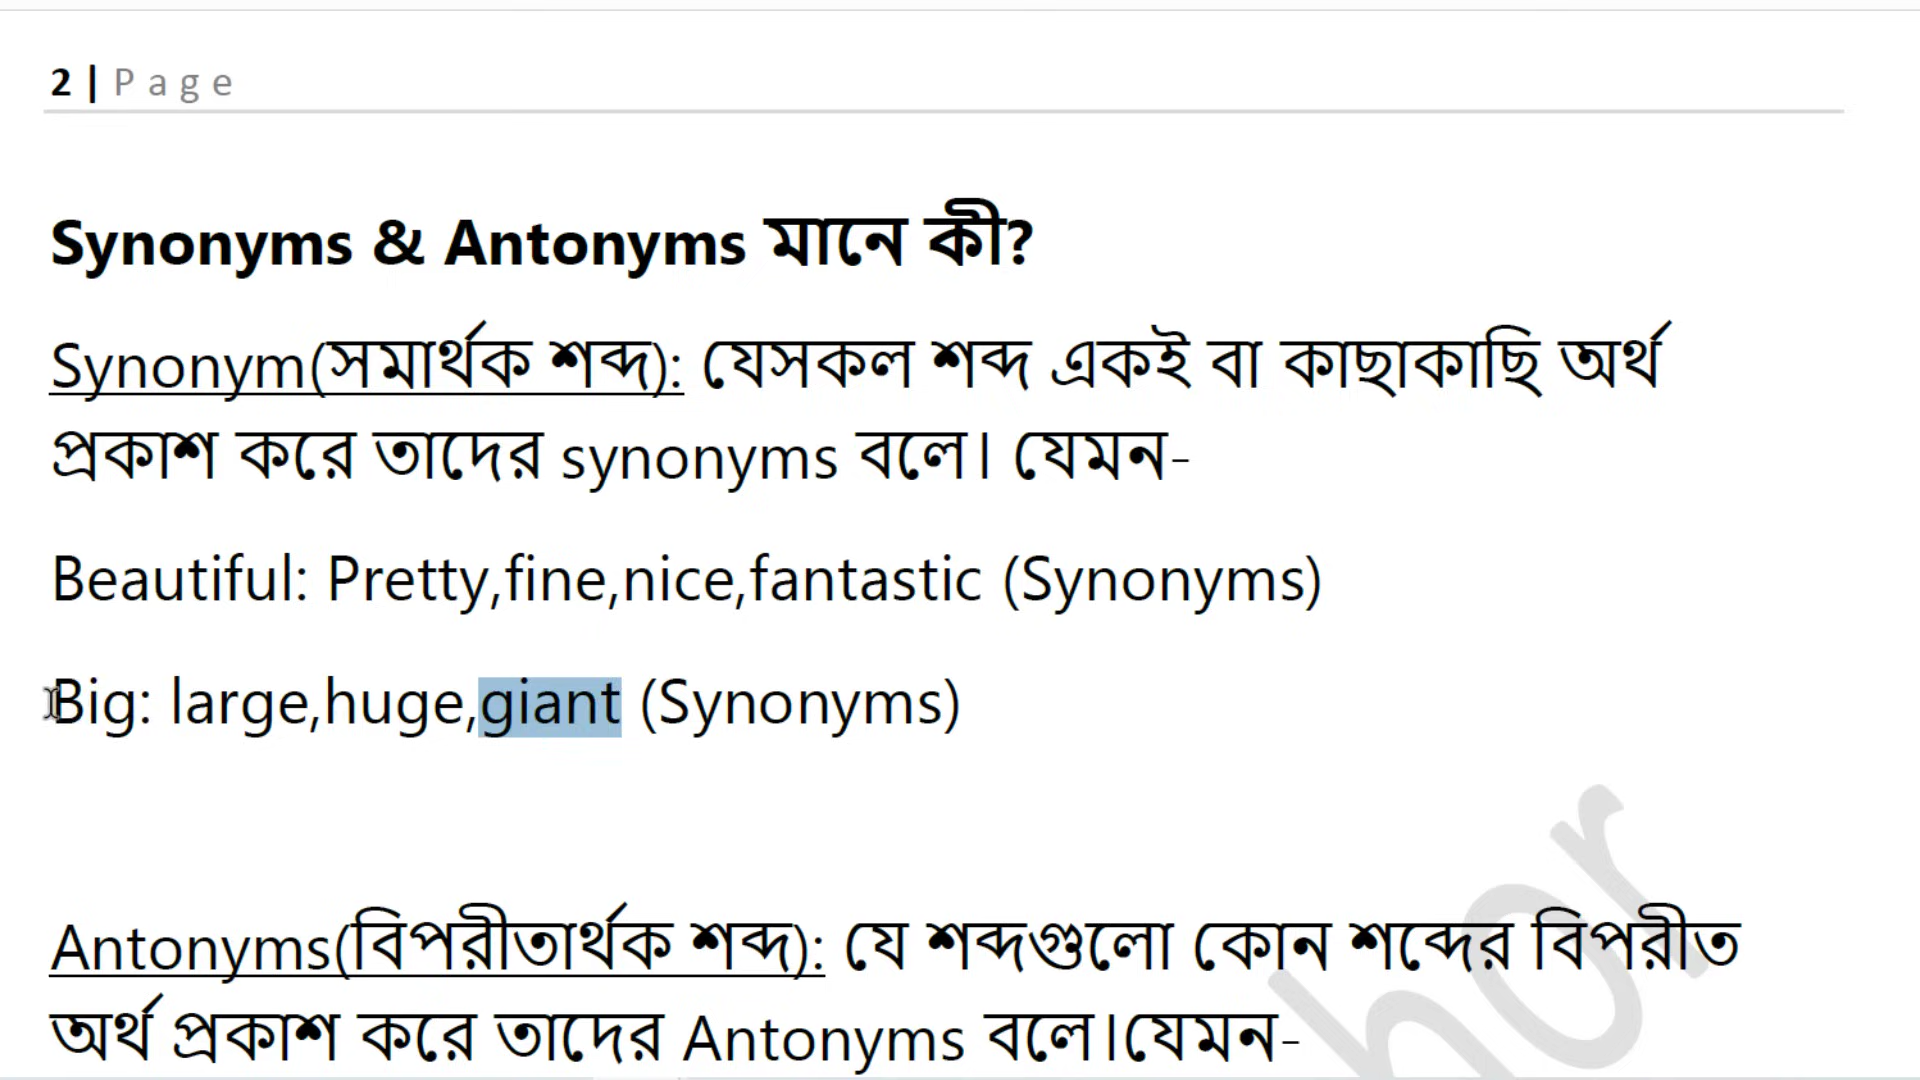 2 | P a g e
Synonyms & Antonyms মানে কী?
Synonym(সমার্থক শব্দ): যেসকল শব্দ একই বা কাছাকাছি অর্থ
প্রকাশ করে তাদের synonyms বলে। যেমন-
Beautiful: Pretty,fine,nice,fantastic (Synonyms)
Big: large,huge,giant (Synonyms)
Antonyms(বিপরীতার্থক শব্দ): যে শব্দগুলো কোন শব্দের বিপরীত
অর্থ প্রকাশ করে তাদের Antonyms বলে।যেমন-